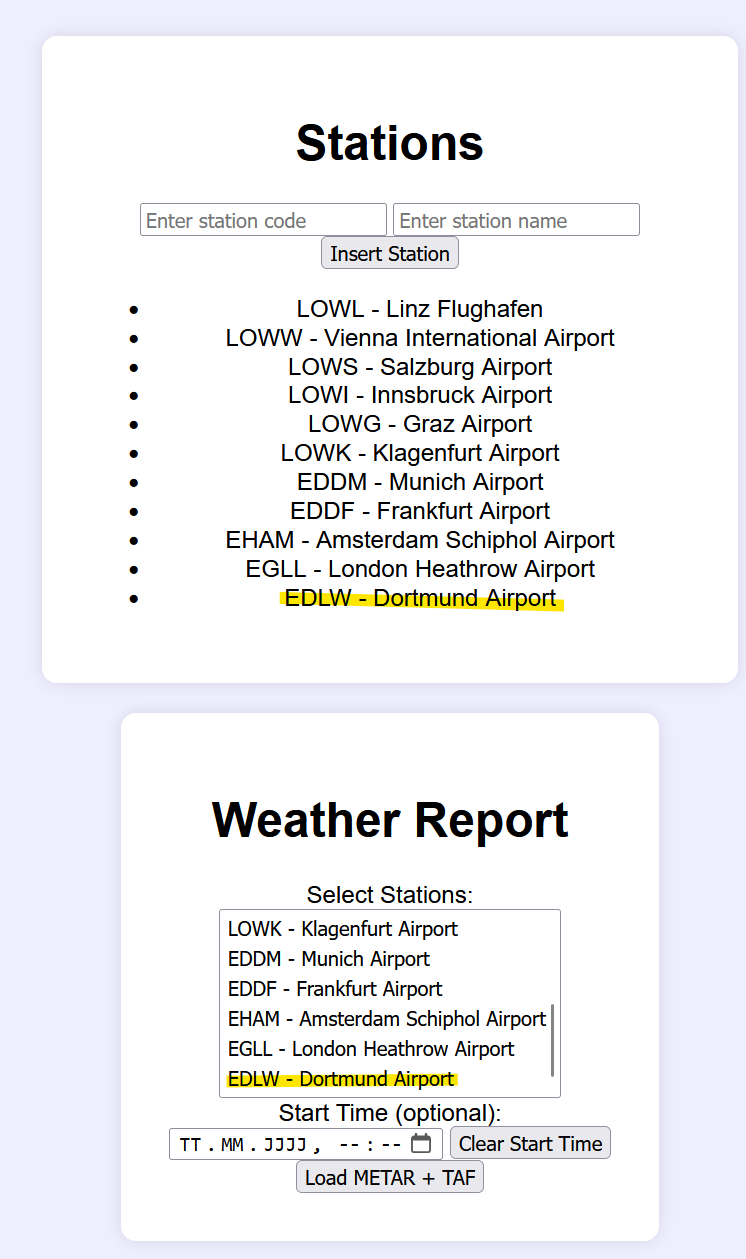 Stations
Enter station code Enter station name
Insert Station
LOWL - Linz Flughafen
LOWW - Vienna International Airport
LOWS - Salzburg Airport
LOWI - Innsbruck Airport
LOWG - Graz Airport
LOWK - Klagenfurt Airport
EDDM - Munich Airport
EDDF - Frankfurt Airport
EHAM - Amsterdam Schiphol Airport
EGLL - London Heathrow Airport
EDLW - Dortmund Airport
Weather Report
Select Stations:
LOWK - Klagenfurt Airport
EDDM - Munich Airport
EDDF - Frankfurt Airport
EHAM - Amsterdam Schiphol Airport
EGLL - London Heathrow Airport
EDLW - Dortmund Airport
Start Time (optional):
TT.MM.JJJJ, --:-- Clear Start Time
Load METAR + TAF